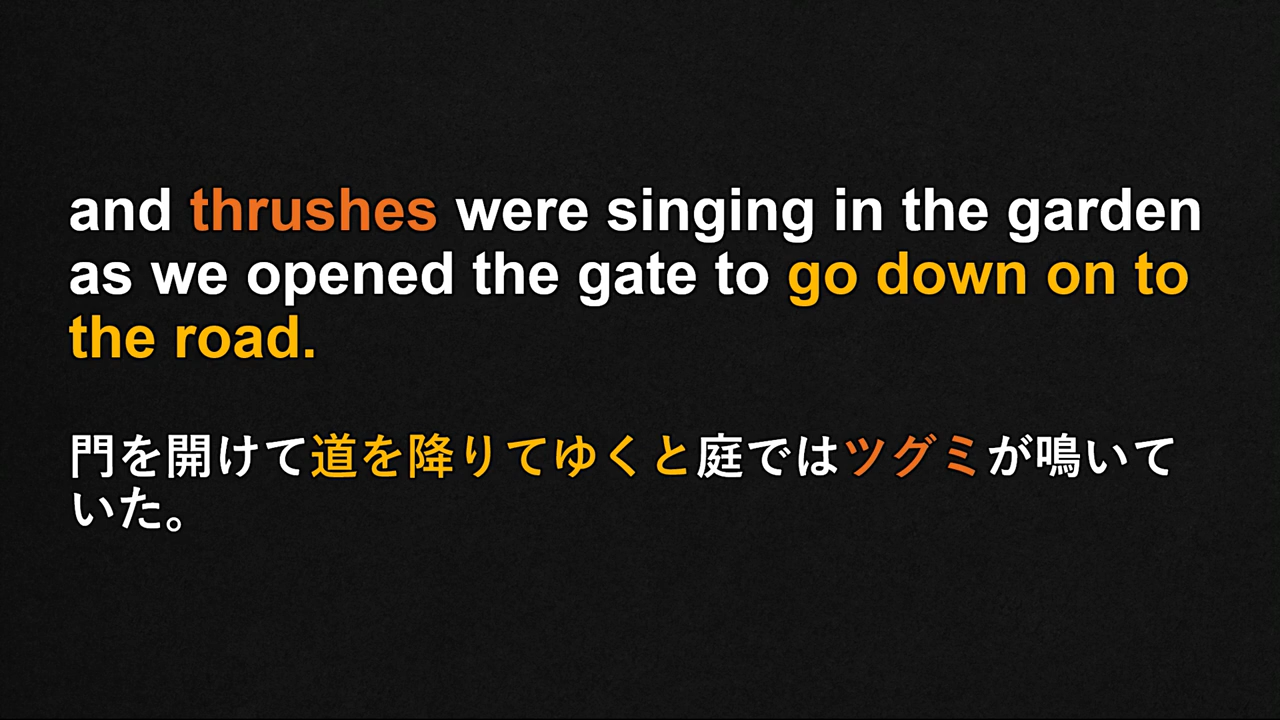 and thrushes were singing in the garden
as we opened the gate to go down on to
the road.
門を開けて道を降りてゆくと庭ではツグミが鳴いて
いた。